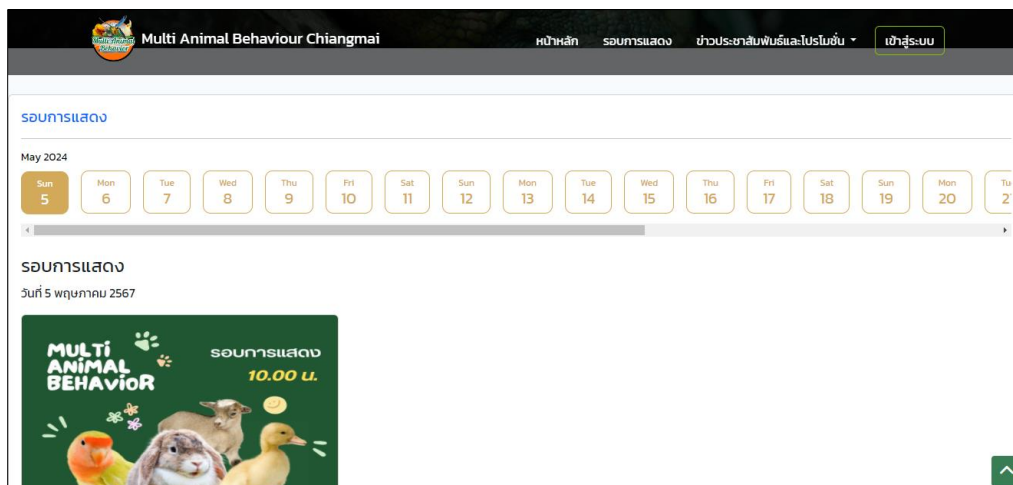 Multi Animal Behavior
Multi Animal Behaviour Chiangmai
หน้าหลัก
รอบการแสดง
ข่าวประชาสัมพันธ์และโปรโมชั่น
เข้าสู่ระบบ
รอบการแสดง
May 2024
Sun Mon Tue Wed Thu Fri Sat Sun Mon Tue Wed Thu Fri Sat Sun Mon
5 6 7 8 9 10 11 12 13 14 15 16 17 18 19 20
รอบการแสดง
วันที่ 5 พฤษภาคม 2567
MULTi
ANiMAL
BEHAViOR
รอบการแสดง
10.00 น.